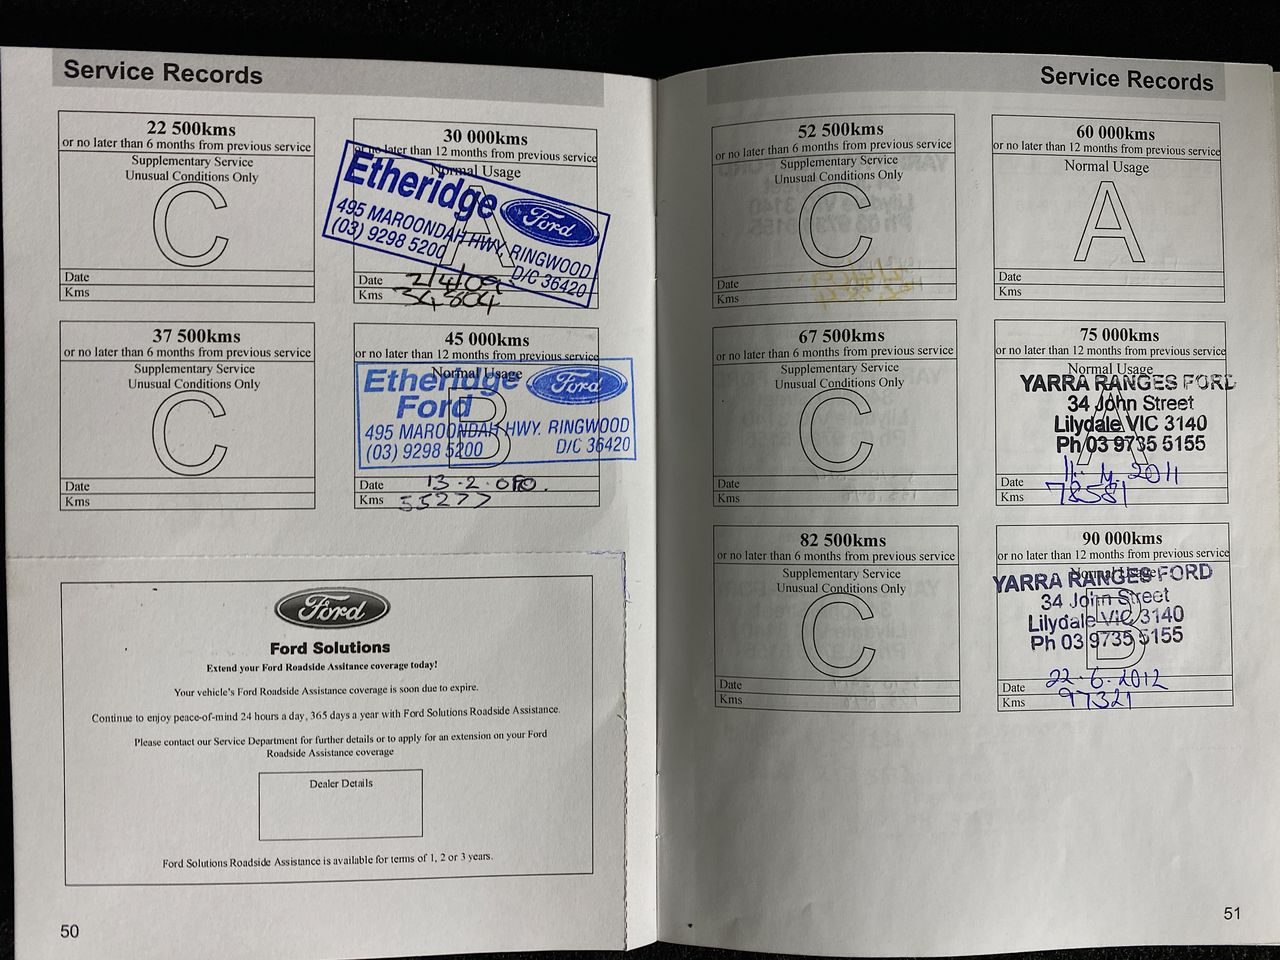 Service Records
22 500kms
or no later than 6 months from previous service
Supplementary Service
Unusual Conditions Only
C
Date
Kms
30 000kms
or no later than 12 months from previous service
Normal Usage
A
Etheridge Ford
495 MAROONDAH HWY, RINGWOOD
(03) 9298 5200 D/C 36420
Date 2/4/09
Kms 34804
37 500kms
or no later than 6 months from previous service
Supplementary Service
Unusual Conditions Only
C
Date
Kms
45 000kms
or no later than 12 months from previous service
Normal Usage
B
Etheridge Ford
Ford
495 MAROONDAH HWY. RINGWOOD
(03) 9298 5200 D/C 36420
Date 13-2-
Kms 55277
Ford
Ford Solutions
Extend your Ford Roadside Assitance coverage today!
Your vehicle's Ford Roadside Assistance coverage is soon due to expire.
Continue to enjoy peace-of-mind 24 hours a day, 365 days a year with Ford Solutions Roadside Assistance.
Please contact our Service Department for further details or to apply for an extension on your Ford
Roadside Assistance coverage
Dealer Details
Ford Solutions Roadside Assistance is available for terms of 1, 2 or 3 years.
50
Service Records
52 500kms
or no later than 6 months from previous service
Supplementary Service
Unusual Conditions Only
C
Date
Kms
60 000kms
or no later than 12 months from previous service
Normal Usage
A
Date
Kms
67 500kms
or no later than 6 months from previous service
Supplementary Service
Unusual Conditions Only
C
Date
Kms
75 000kms
or no later than 12 months from previous service
Normal Usage
A
YARRA RANGES FORD
34 John Street
Lilydale VIC 3140
Ph 03 9735 5155
Date 11. 4. 2011
Kms 78581
82 500kms
or no later than 6 months from previous service
Supplementary Service
Unusual Conditions Only
C
Date
Kms
90 000kms
or no later than 12 months from previous service
Normal Usage
B
YARRA RANGES FORD
34 John Street
Lilydale VIC 3140
Ph 03 9735 5155
Date 22-6-2012
Kms 97321
51